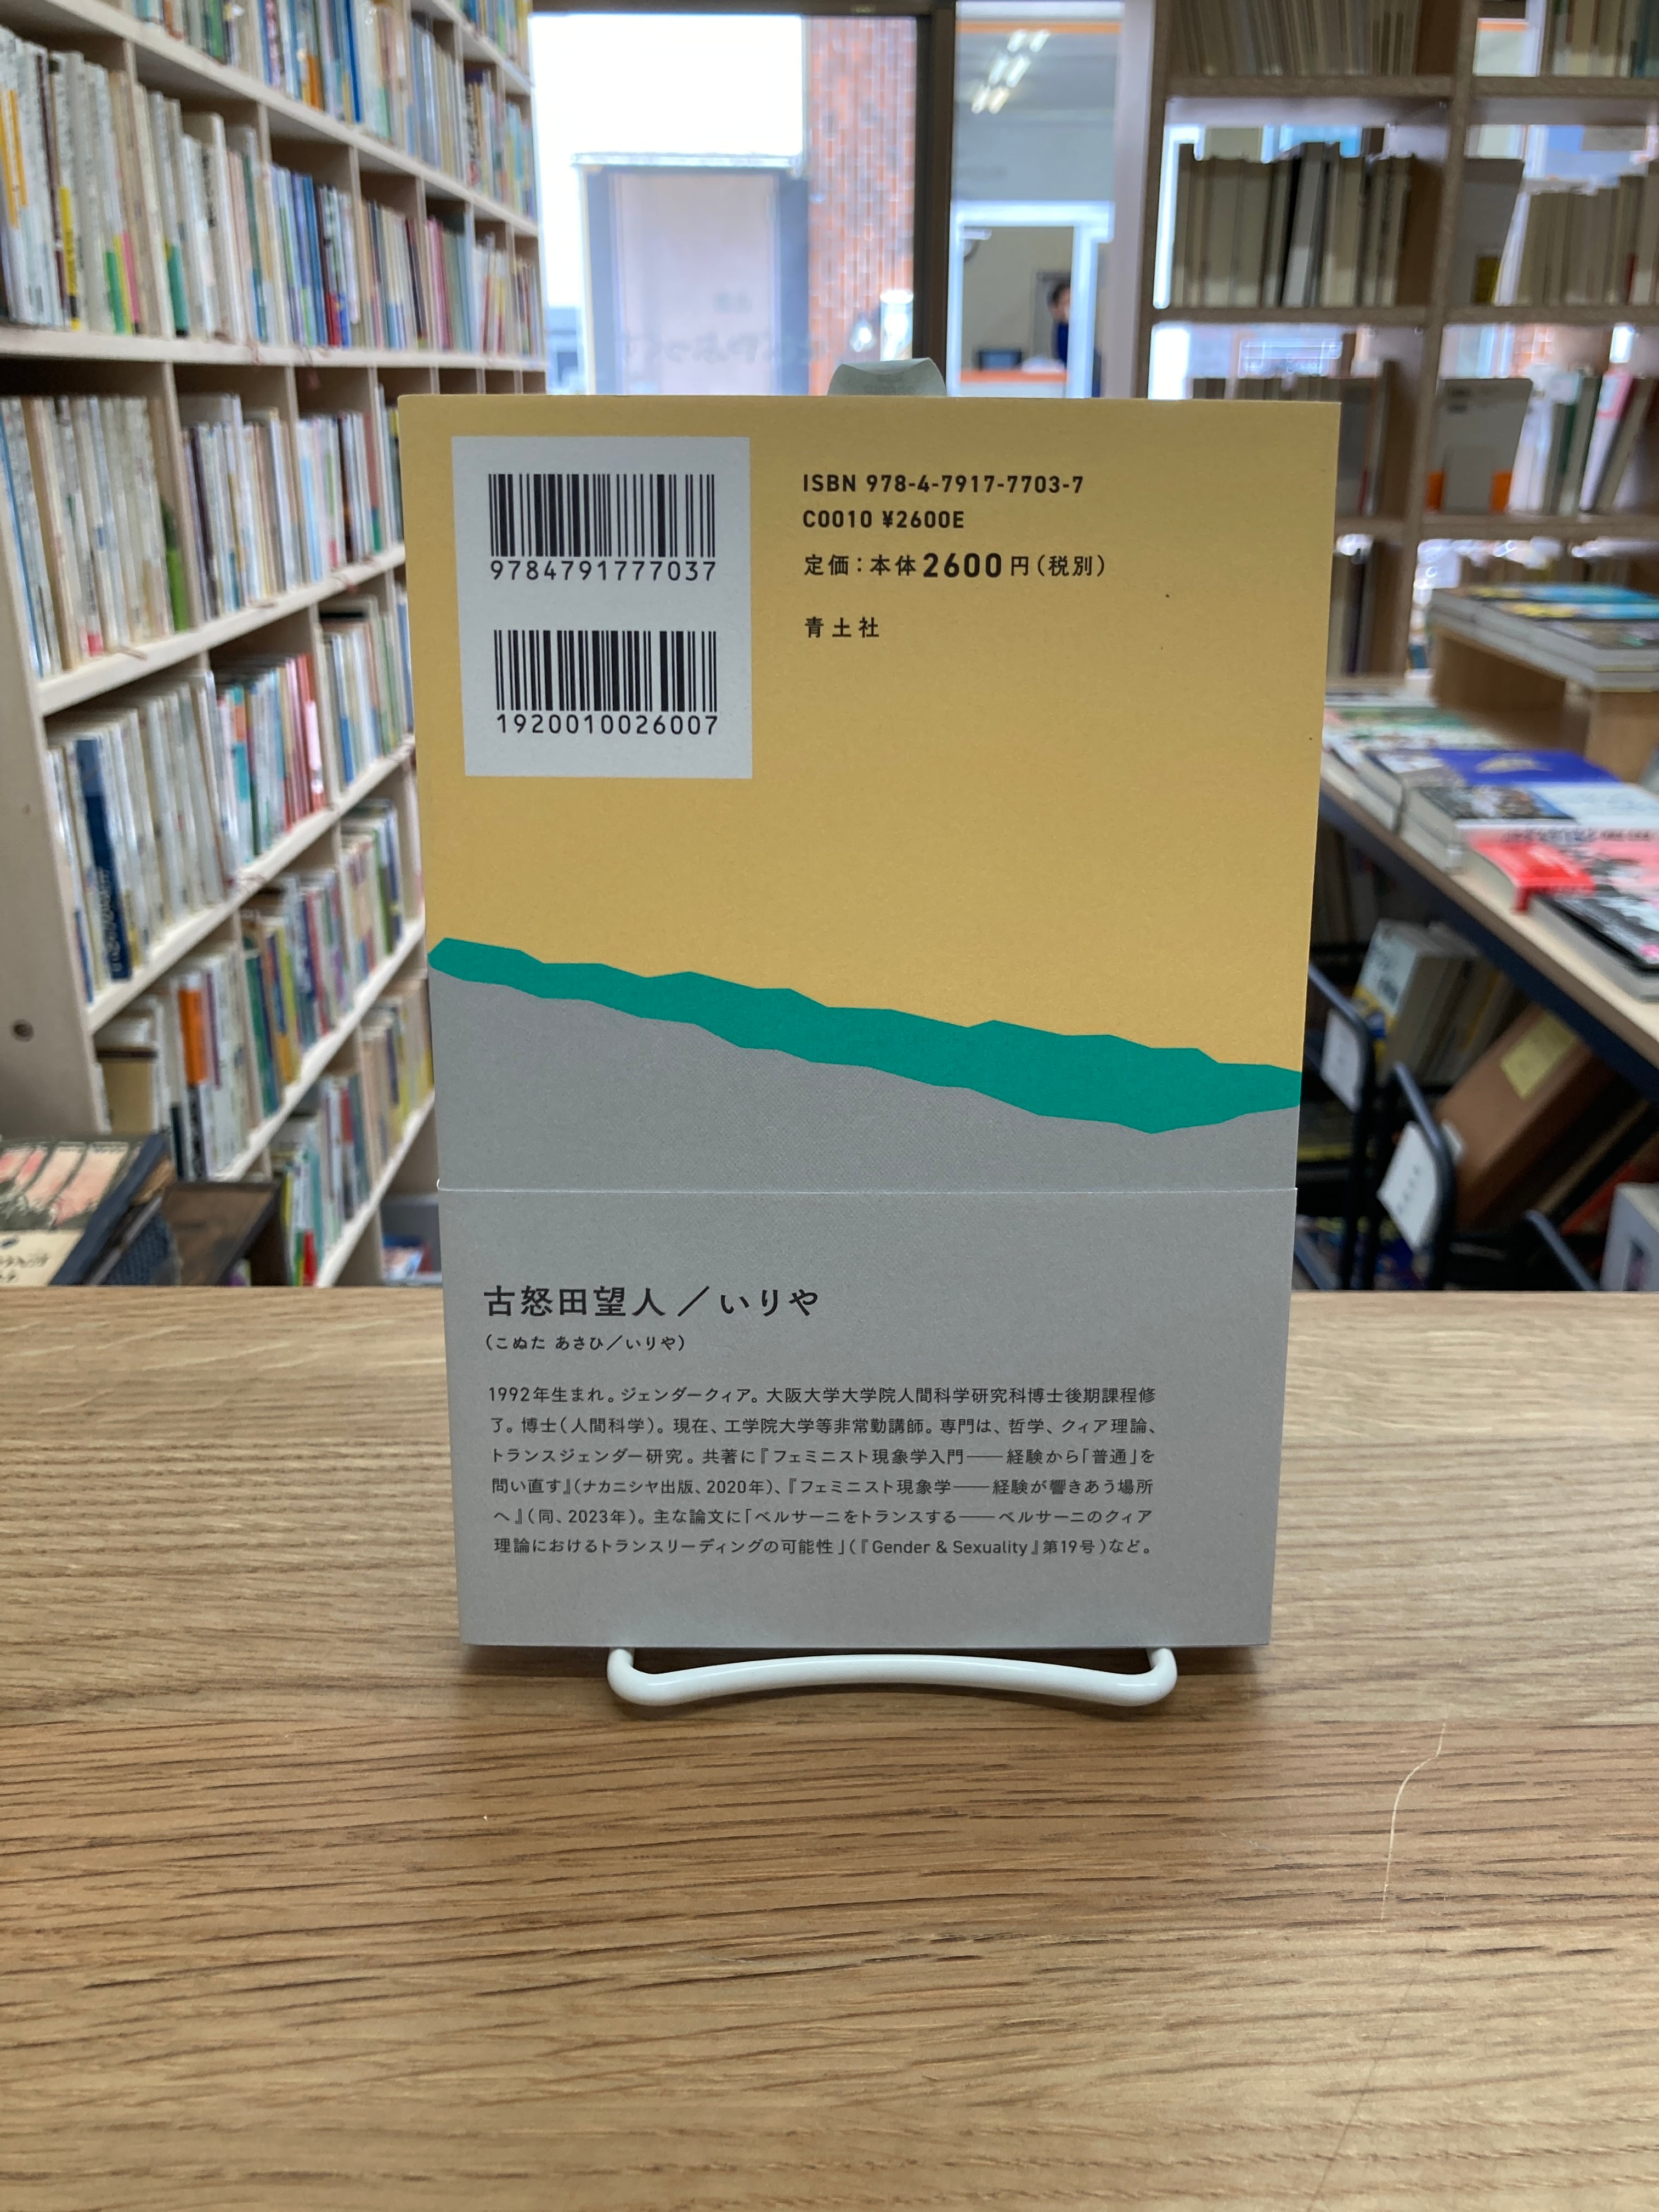 9784791777037
1920010026007
ISBN 978-4-7917-7703-7
C0010 ¥2600E
定価：本体2600円（税別）
青土社
古怒田望人／いりや
（こぬた あさひ／いりや）
1992年生まれ。ジェンダークィア。大阪大学大学院人間科学研究科博士後期課程修
了。博士（人間科学）。現在、工学院大学等非常勤講師。専門は、哲学、クィア理論、
トランスジェンダー研究。共著に『フェミニスト現象学入門――経験から「普通」を
問い直す』（ナカニシヤ出版、2020年）、『フェミニスト現象学――経験が響きあう場所
へ』（同、2023年）。主な論文に「ベルサーニをトランスする――ベルサーニのクィア
理論におけるトランスリーディングの可能性」（『Gender & Sexuality』第19号）など。